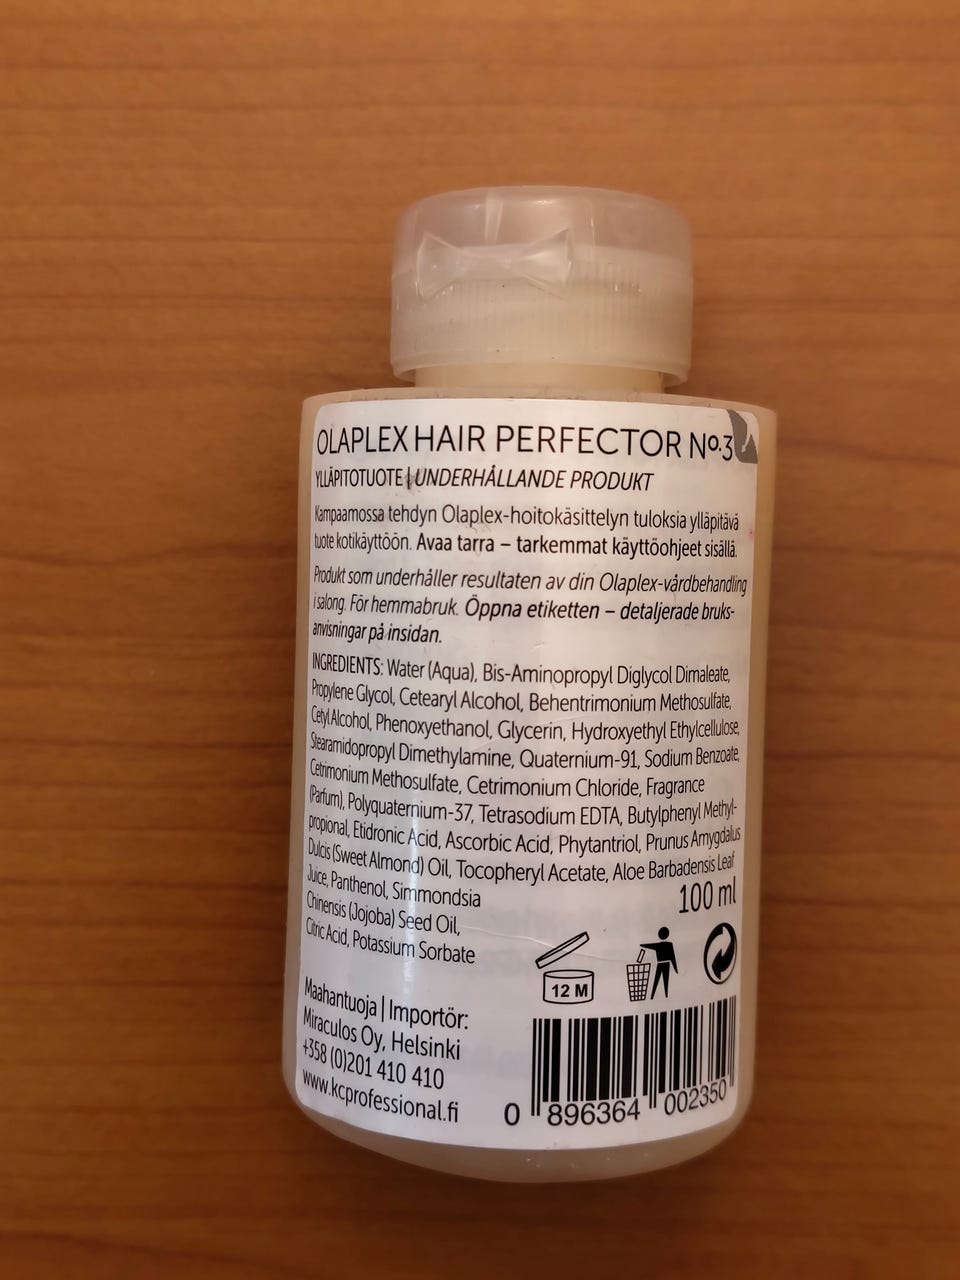 OLAPLEX HAIR PERFECTOR Nº.3
YLLÄPITOTUOTE | UNDERHÅLLANDE PRODUKT
Kampaamossa tehdyn Olaplex-hoitokäsittelyn tuloksia ylläpitävä
tuote kotikäyttöön. Avaa tarra – tarkemmat käyttöohjeet sisällä.
Produkt som underhåller resultaten av din Olaplex-vårdbehandling
i salong. För hemmabruk. Öppna etiketten – detaljerade bruks-
anvisningar på insidan.
INGREDIENTS: Water (Aqua), Bis-Aminopropyl Diglycol Dimaleate,
Propylene Glycol, Cetearyl Alcohol, Behentrimonium Methosulfate,
Cetyl Alcohol, Phenoxyethanol, Glycerin, Hydroxyethyl Ethylcellulose,
Stearamidopropyl Dimethylamine, Quaternium-91, Sodium Benzoate,
Cetrimonium Methosulfate, Cetrimonium Chloride, Fragrance
(Parfum), Polyquaternium-37, Tetrasodium EDTA, Butylphenyl Methyl-
propional, Etidronic Acid, Ascorbic Acid, Phytantriol, Prunus Amygdalus
Dulcis (Sweet Almond) Oil, Tocopheryl Acetate, Aloe Barbadensis Leaf
Juice, Panthenol, Simmondsia
Chinensis (Jojoba) Seed Oil,
Citric Acid, Potassium Sorbate
100 ml
12 M
Maahantuoja | Importör:
Miraculos Oy, Helsinki
+358 (0)201 410 410
www.kcprofessional.fi
0 896364 002350